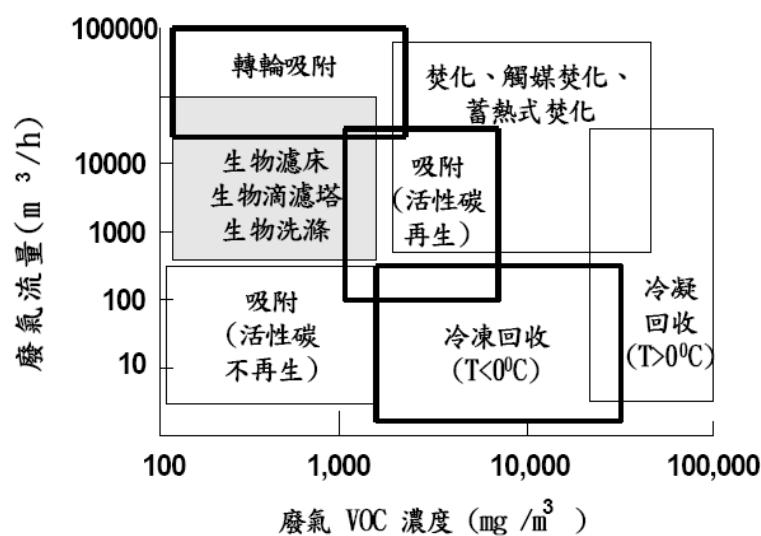 100000
10000
1000
100
10
廢氣流量(m ³/h)
轉輪吸附
焚化、觸媒焚化、
蓄熱式焚化
生物濾床
生物滴濾塔
生物洗滌
吸附
(活性碳
再生)
吸附
(活性碳
不再生)
冷凍回收
(T<0⁰C)
冷凝
回收
(T>0⁰C)
100
1,000
10,000
100,000
廢氣 VOC 濃度 (mg /m³ )